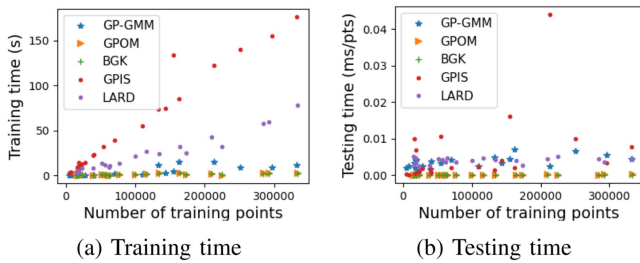 Training time (s)
150
100
50
0
GP-GMM
GPOM
BGK
GPIS
LARD
0 100000 200000 300000
Number of training points
(a) Training time
Testing time (ms/pts)
0.04
0.03
0.02
0.01
0.00
GP-GMM
GPOM
BGK
GPIS
LARD
0 100000 200000 300000
Number of training points
(b) Testing time